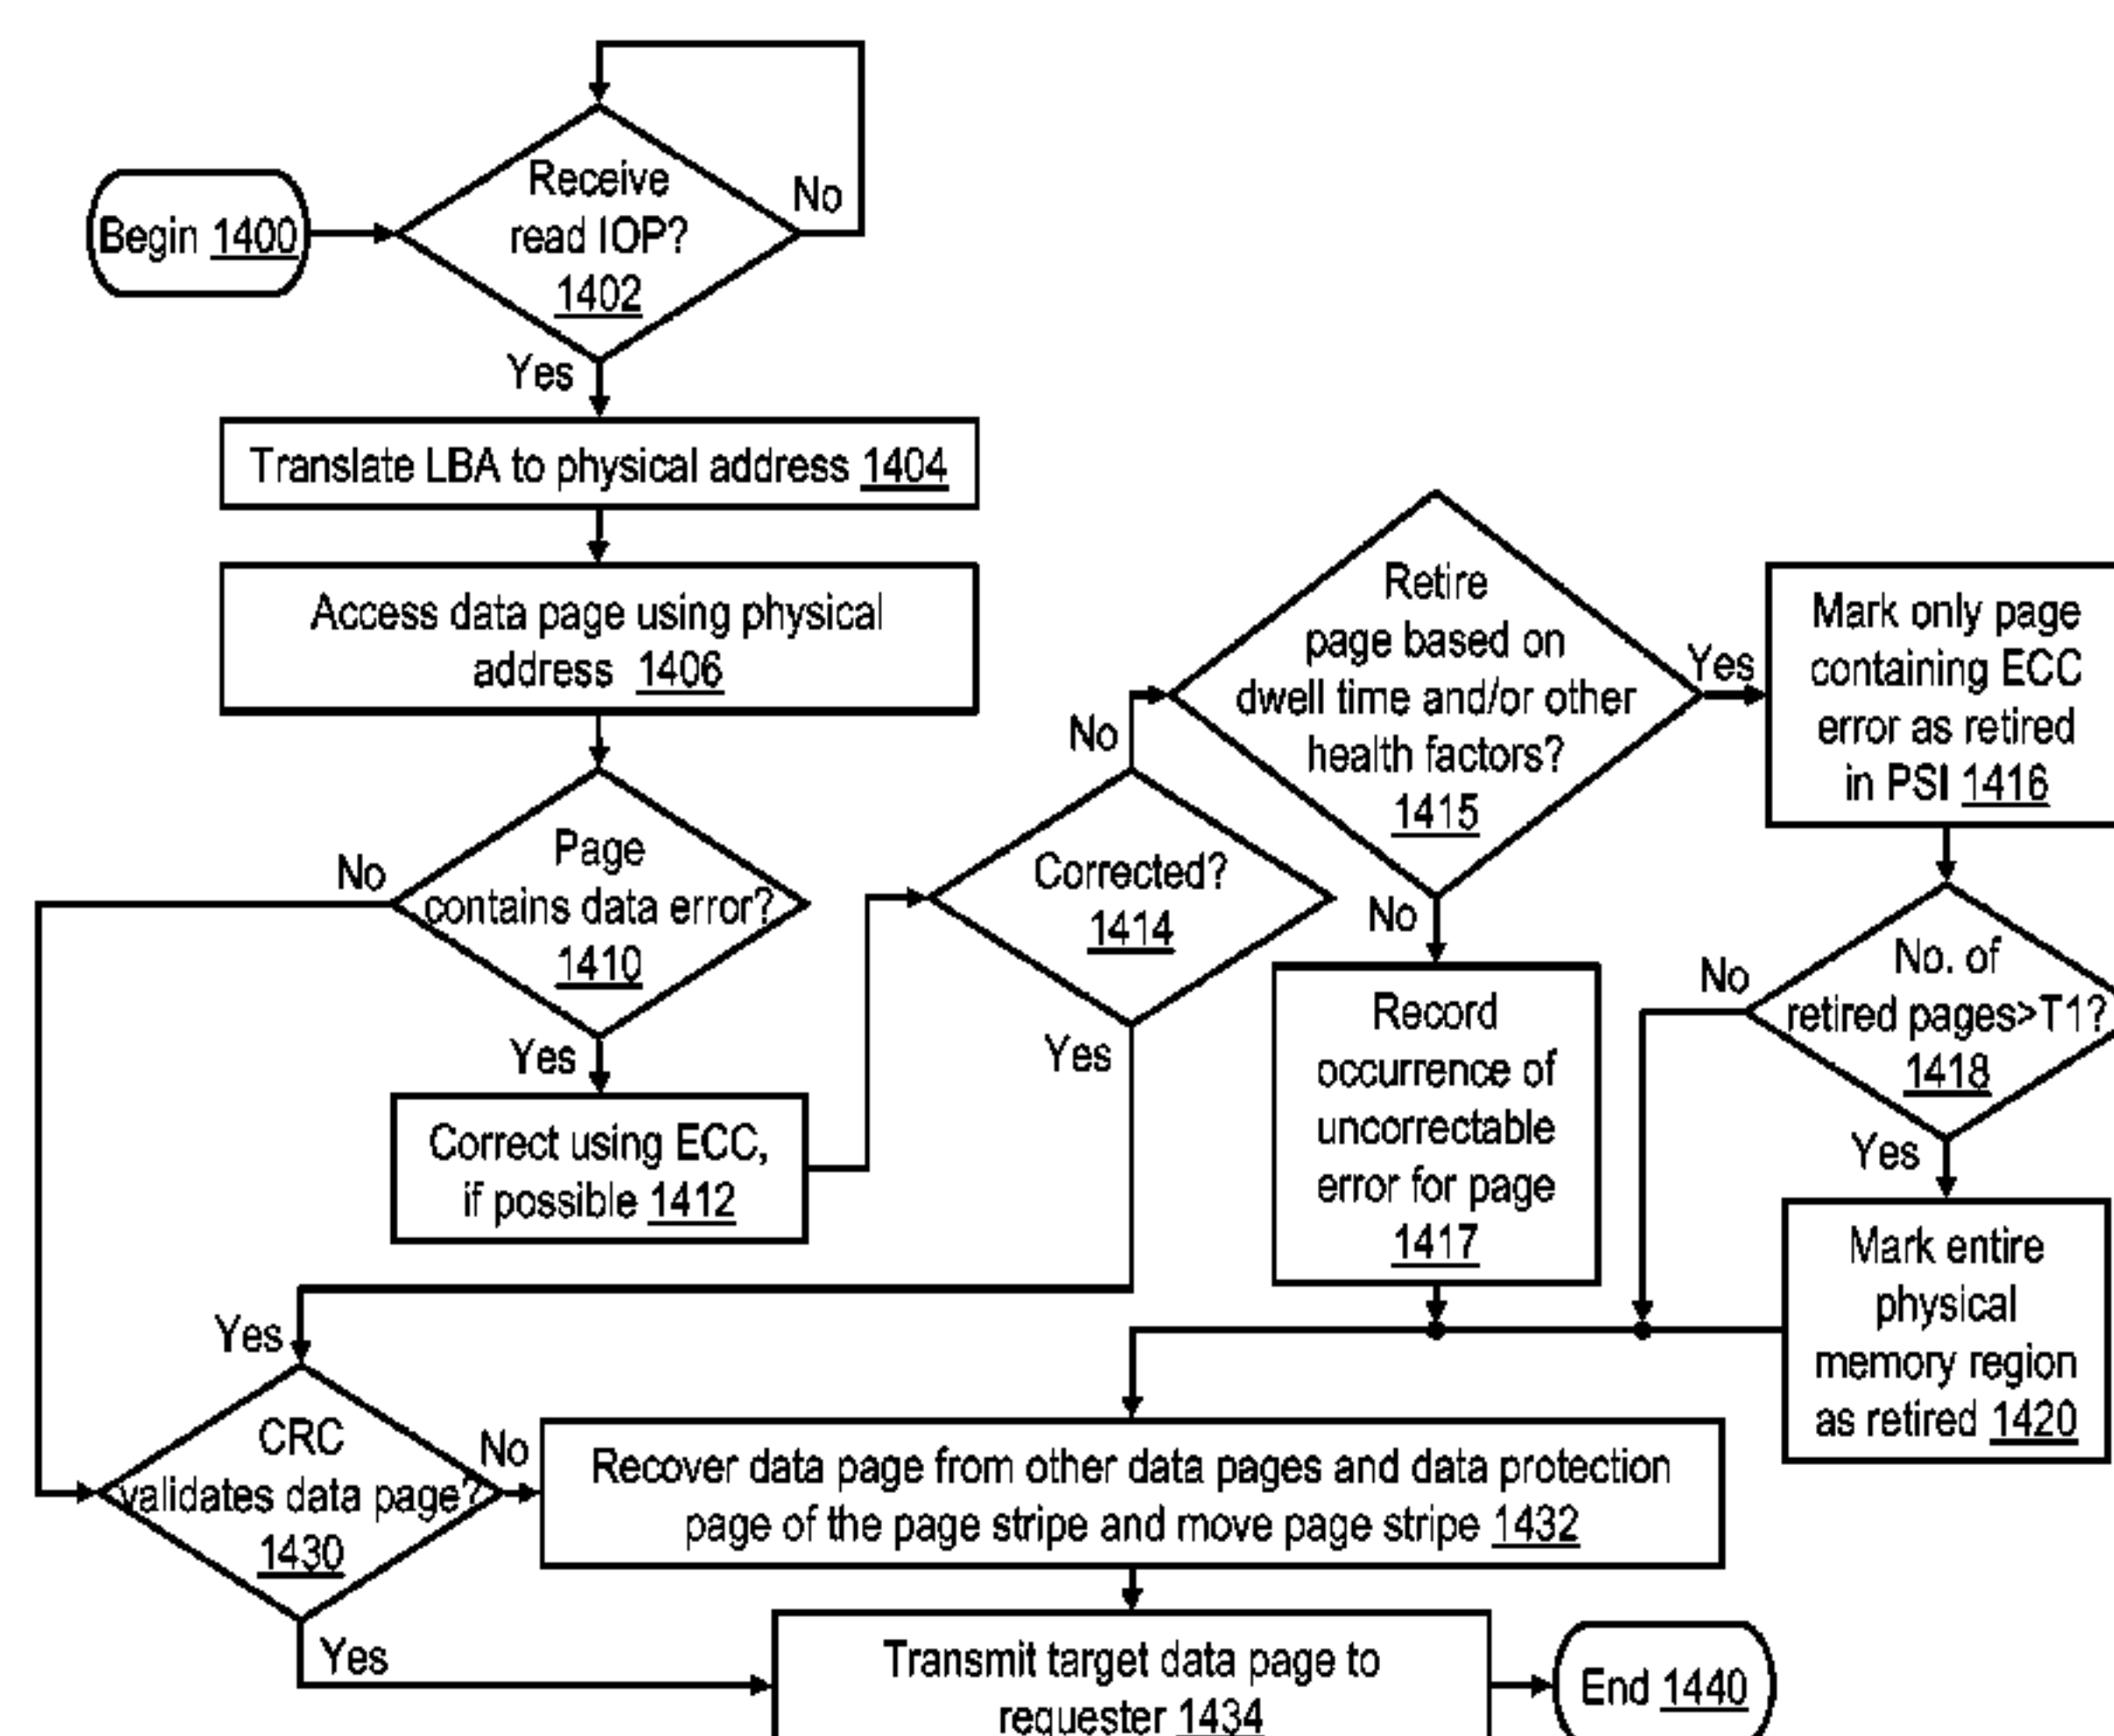 Receive
read IOP?
1402
No
Begin 1400
Yes
Translate LBA to physical address 1404
Access data page using physical
address 1406
Page
contains data error?
1410
No
Yes
Correct using ECC,
if possible 1412
Corrected?
1414
No
Yes
Retire
page based on
dwell time and/or other
health factors?
1415
Yes
No
Mark only page
containing ECC
error as retired
in PSI 1416
Record
occurrence of
uncorrectable
error for page
1417
No. of
retired pages>T1?
1418
No
Yes
Mark entire
physical
memory region
as retired 1420
Yes
CRC
validates data page?
1430
No
Yes
Recover data page from other data pages and data protection
page of the page stripe and move page stripe 1432
Transmit target data page to
requester 1434
End 1440